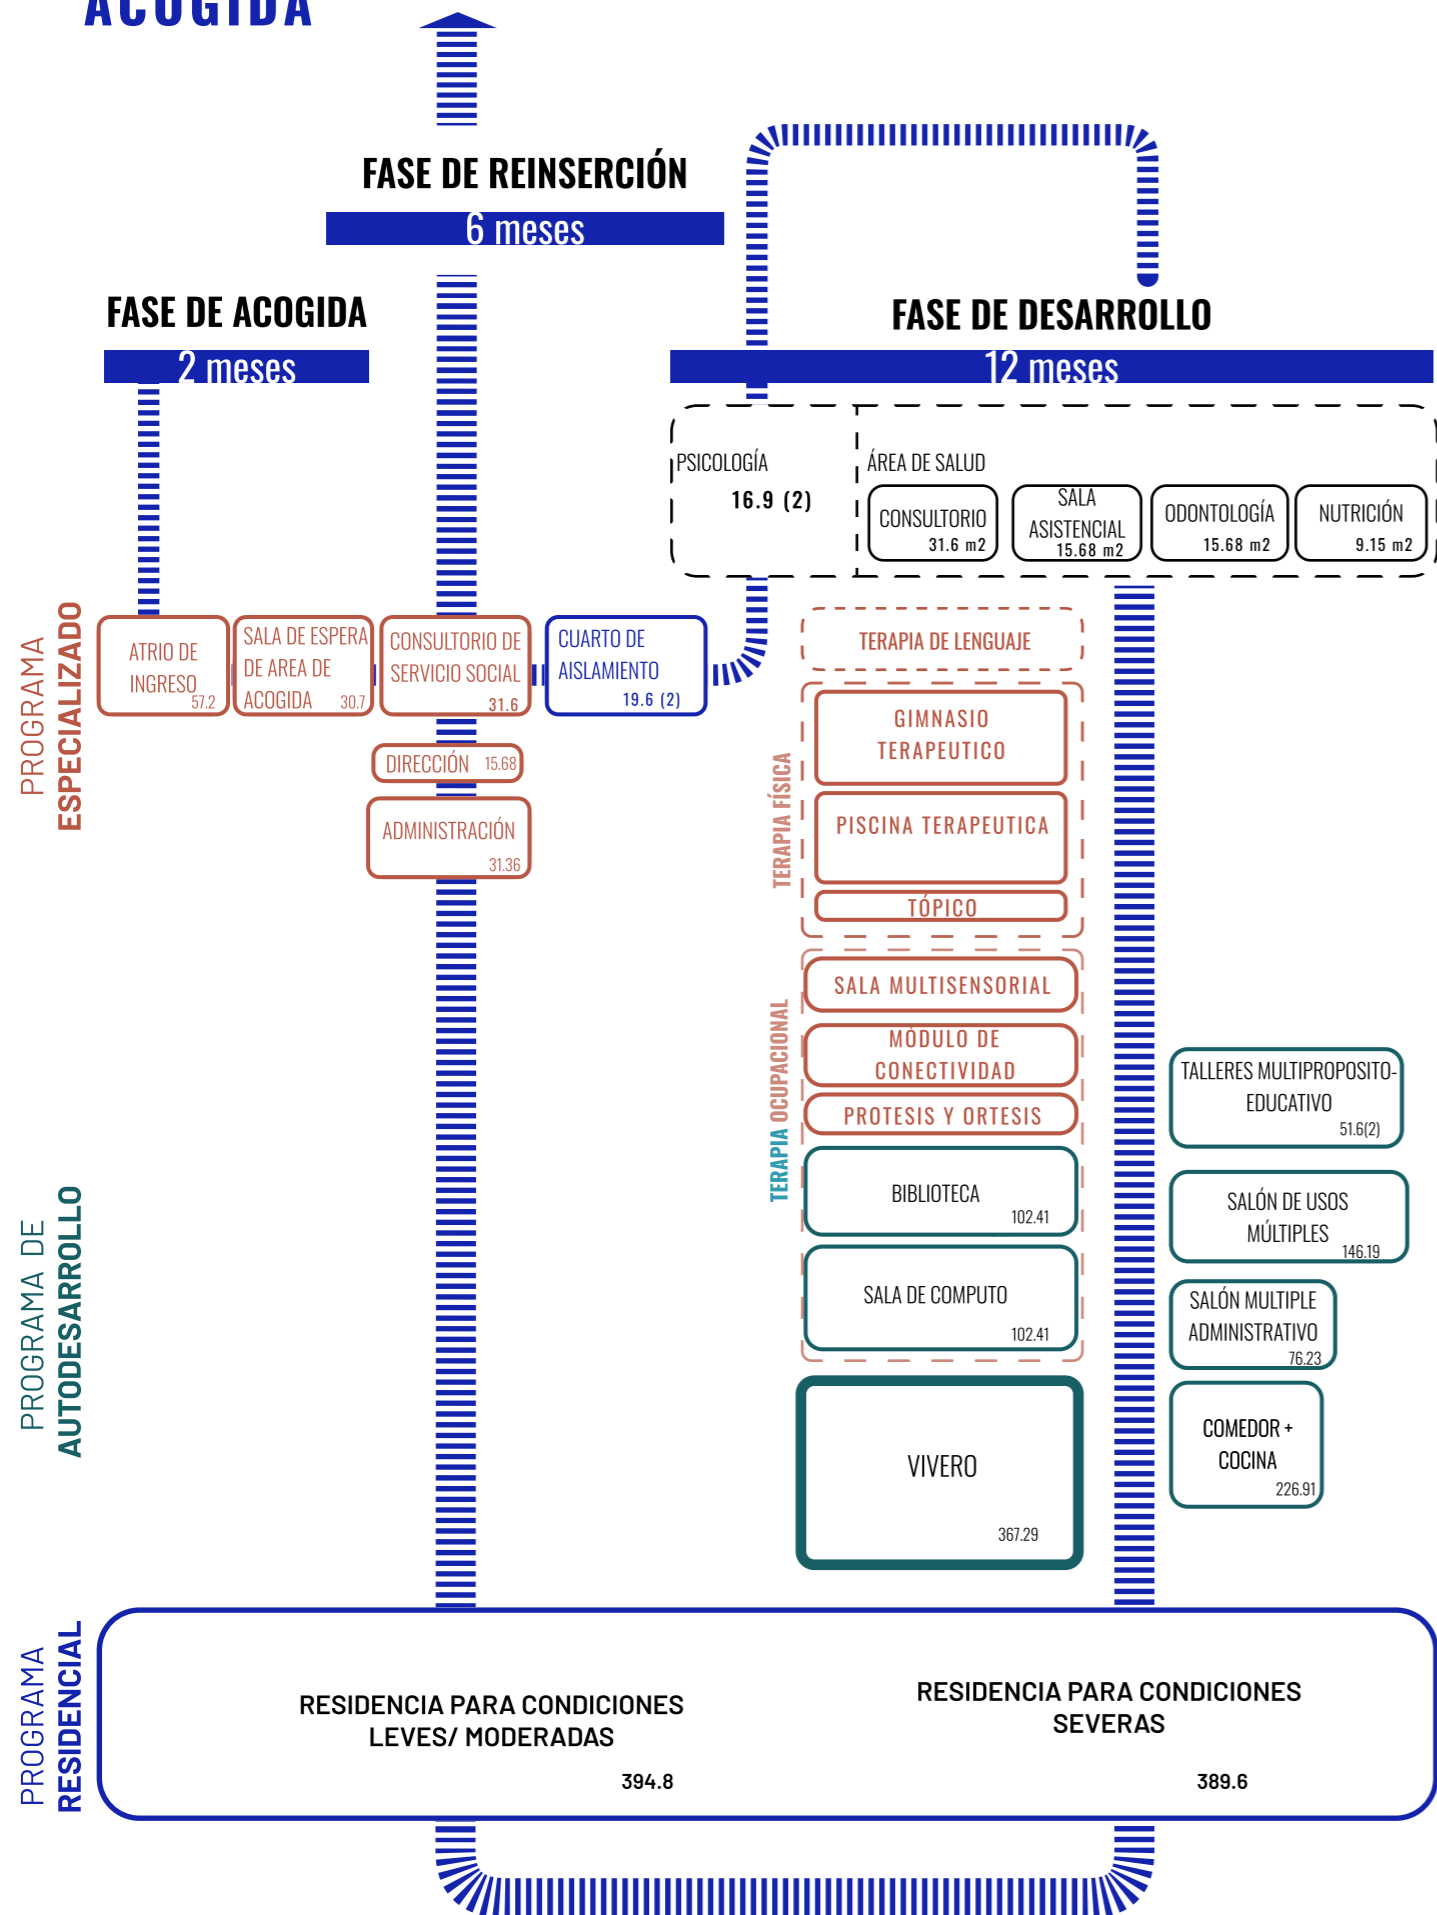 ACOGIDA
FASE DE REINSERCIÓN
6 meses
FASE DE ACOGIDA
2 meses
FASE DE DESARROLLO
12 meses
PSICOLOGÍA
16.9 (2)
ÁREA DE SALUD
CONSULTORIO
31.6 m2
SALA
ASISTENCIAL
15.68 m2
ODONTOLOGÍA
15.68 m2
NUTRICIÓN
9.15 m2
PROGRAMA
ESPECIALIZADO
ATRIO DE
INGRESO
57.2
SALA DE ESPERA
DE AREA DE
ACOGIDA
30.7
CONSULTORIO DE
SERVICIO SOCIAL
31.6
CUARTO DE
AISLAMIENTO
19.6 (2)
DIRECCIÓN
15.68
ADMINISTRACIÓN
31.36
TERAPIA DE LENGUAJE
TERAPIA FÍSICA
GIMNASIO
TERAPEUTICO
PISCINA TERAPEUTICA
TÓPICO
TERAPIA OCUPACIONAL
SALA MULTISENSORIAL
MÓDULO DE
CONECTIVIDAD
PROTESIS Y ORTESIS
BIBLIOTECA
102.41
SALA DE COMPUTO
102.41
VIVERO
367.29
TALLERES MULTIPROPOSITO-
EDUCATIVO
51.6(2)
SALÓN DE USOS
MÚLTIPLES
146.19
SALÓN MULTIPLE
ADMINISTRATIVO
76.23
COMEDOR +
COCINA
226.91
PROGRAMA DE
AUTODESARROLLO
PROGRAMA
RESIDENCIAL
RESIDENCIA PARA CONDICIONES
LEVES/ MODERADAS
394.8
RESIDENCIA PARA CONDICIONES
SEVERAS
389.6